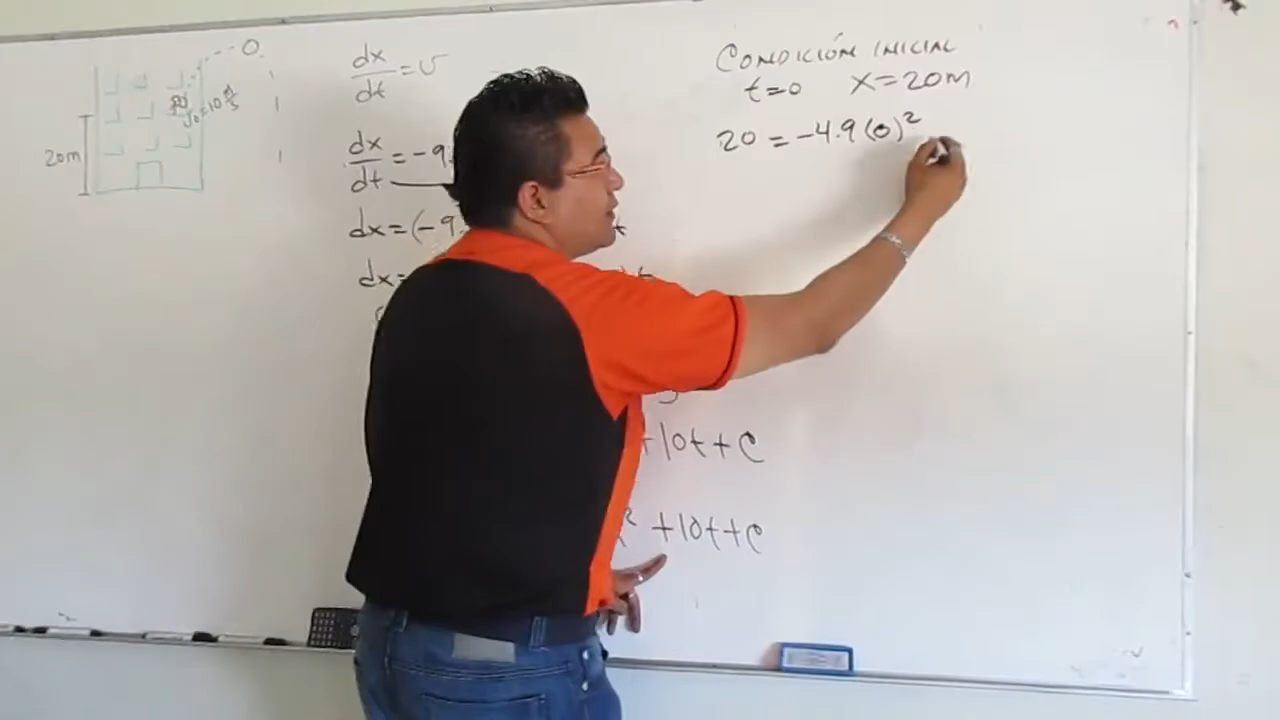 20m
V₀=10 m/s
dx/dt = v
dx/dt = -9.
dx=(-9. t
dx=
+10t+C
² +10t+C
CONDICIÓN INICIAL
t=0 x=20m
20 = -4.9(0)²